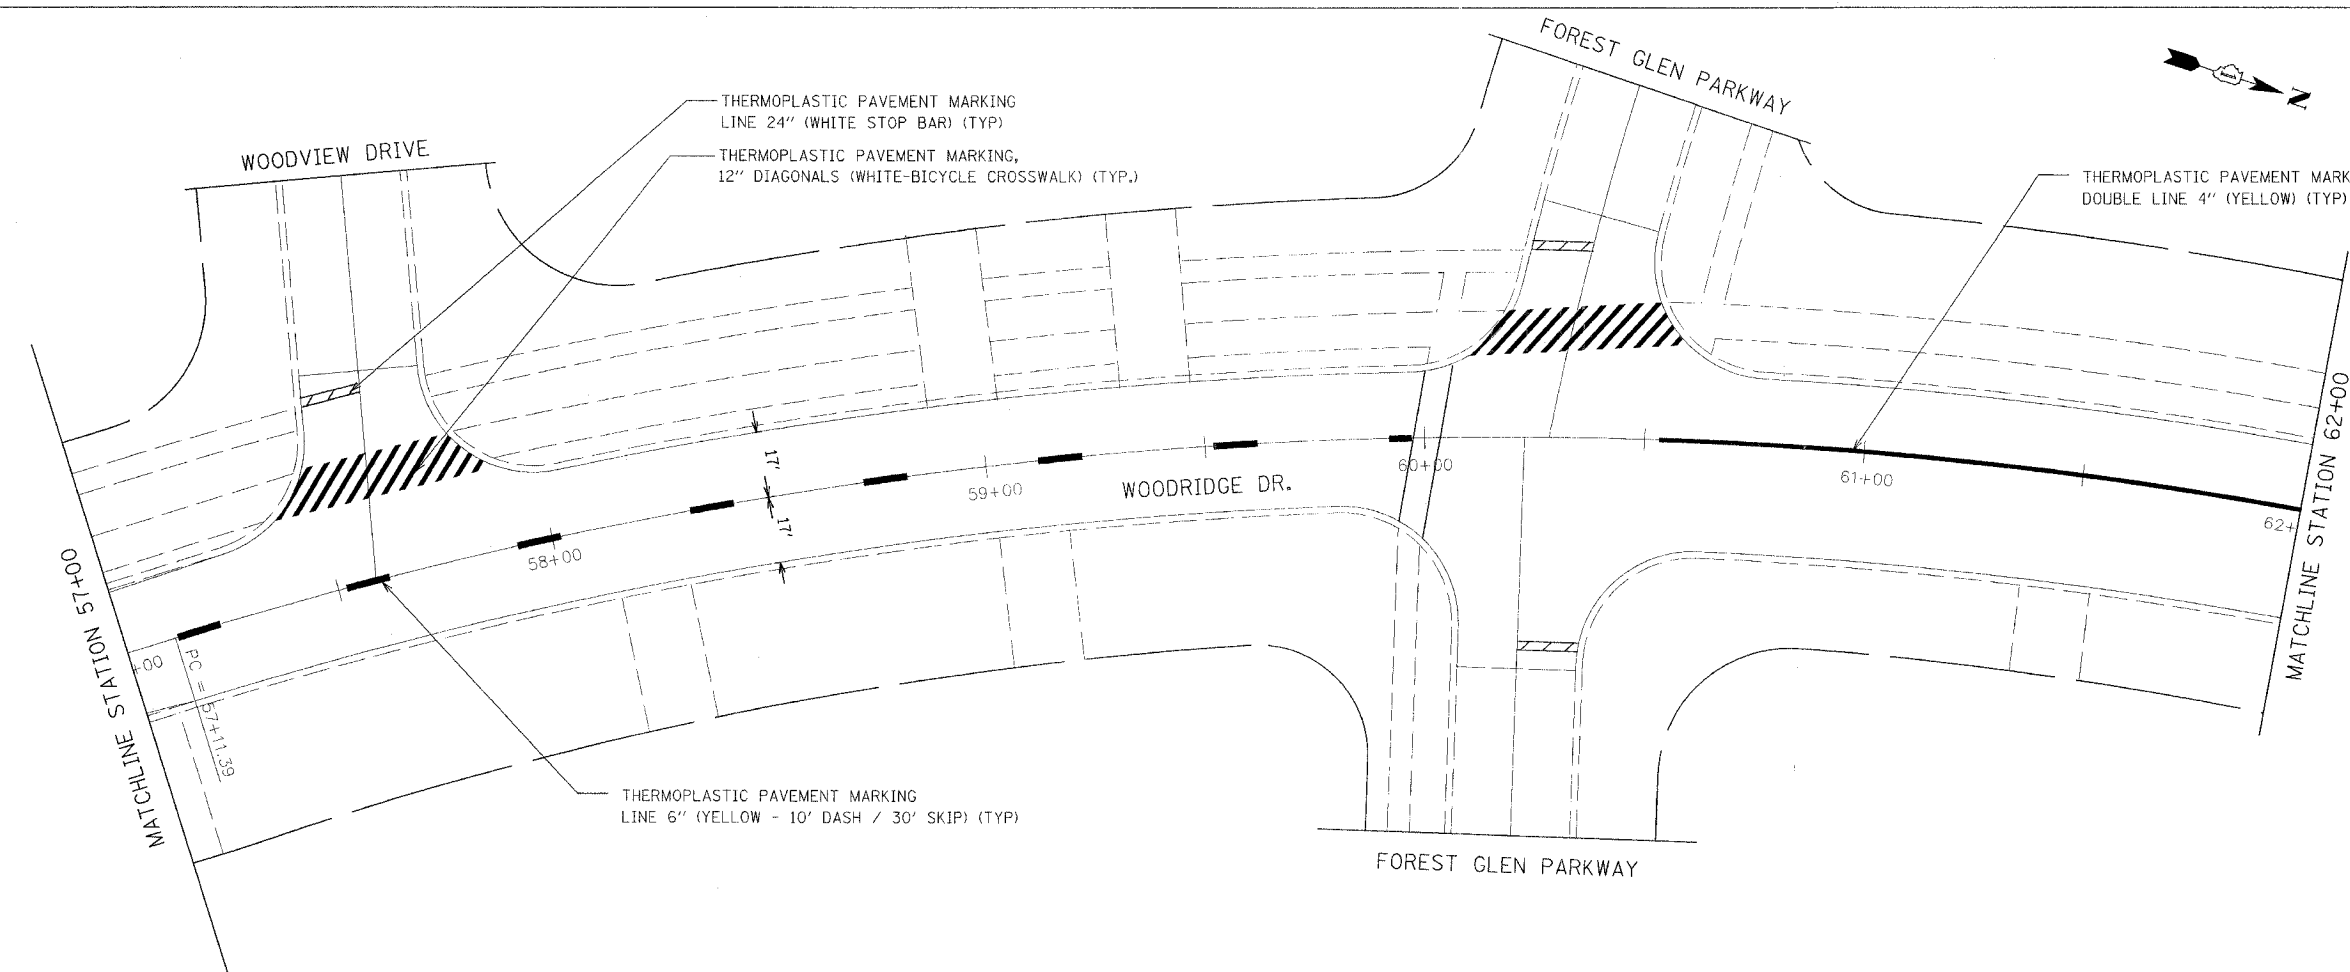 FOREST GLEN PARKWAY
N
THERMOPLASTIC PAVEMENT MARKING
LINE 24" (WHITE STOP BAR) (TYP)
WOODVIEW DRIVE
THERMOPLASTIC PAVEMENT MARKING,
12" DIAGONALS (WHITE-BICYCLE CROSSWALK) (TYP.)
THERMOPLASTIC PAVEMENT MARK
DOUBLE LINE 4" (YELLOW) (TYP)
MATCHLINE STATION 62+00
17'
17'
58+00
59+00
WOODRIDGE DR.
60+00
61+00
62+
MATCHLINE STATION 57+00
+00
PC = 57+11.39
THERMOPLASTIC PAVEMENT MARKING
LINE 6" (YELLOW - 10' DASH / 30' SKIP) (TYP)
FOREST GLEN PARKWAY